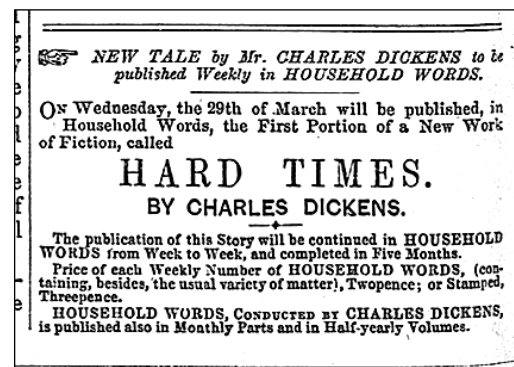 NEW TALE by Mr. CHARLES DICKENS to be
published Weekly in HOUSEHOLD WORDS.
ON Wednesday, the 29th of March will be published, in
Household Words, the First Portion of a New Work
of Fiction, called
HARD TIMES.
BY CHARLES DICKENS.
The publication of this Story will be continued in HOUSEHOLD
WORDS from Week to Week, and completed in Five Months.
Price of each Weekly Number of HOUSEHOLD WORDS, (con-
taining, besides, the usual variety of matter), Twopence; or Stamped,
Threepence.
HOUSEHOLD WORDS, CONDUCTED BY CHARLES DICKENS,
is published also in Monthly Parts and in Half-yearly Volumes.